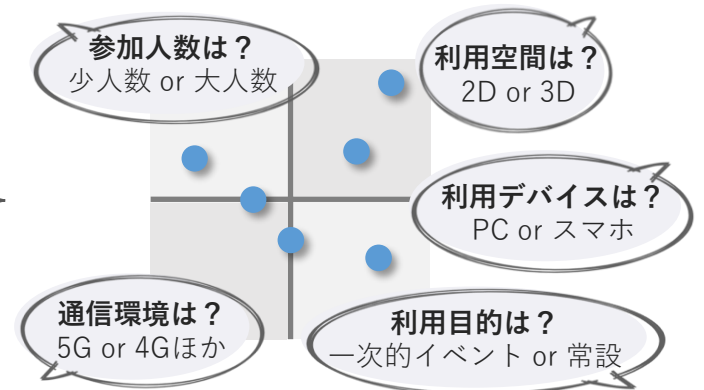 参加人数は？
少人数 or 大人数
利用空間は？
2D or 3D
利用デバイスは？
PC or スマホ
通信環境は？
5G or 4Gほか
利用目的は？
一次的イベント or 常設